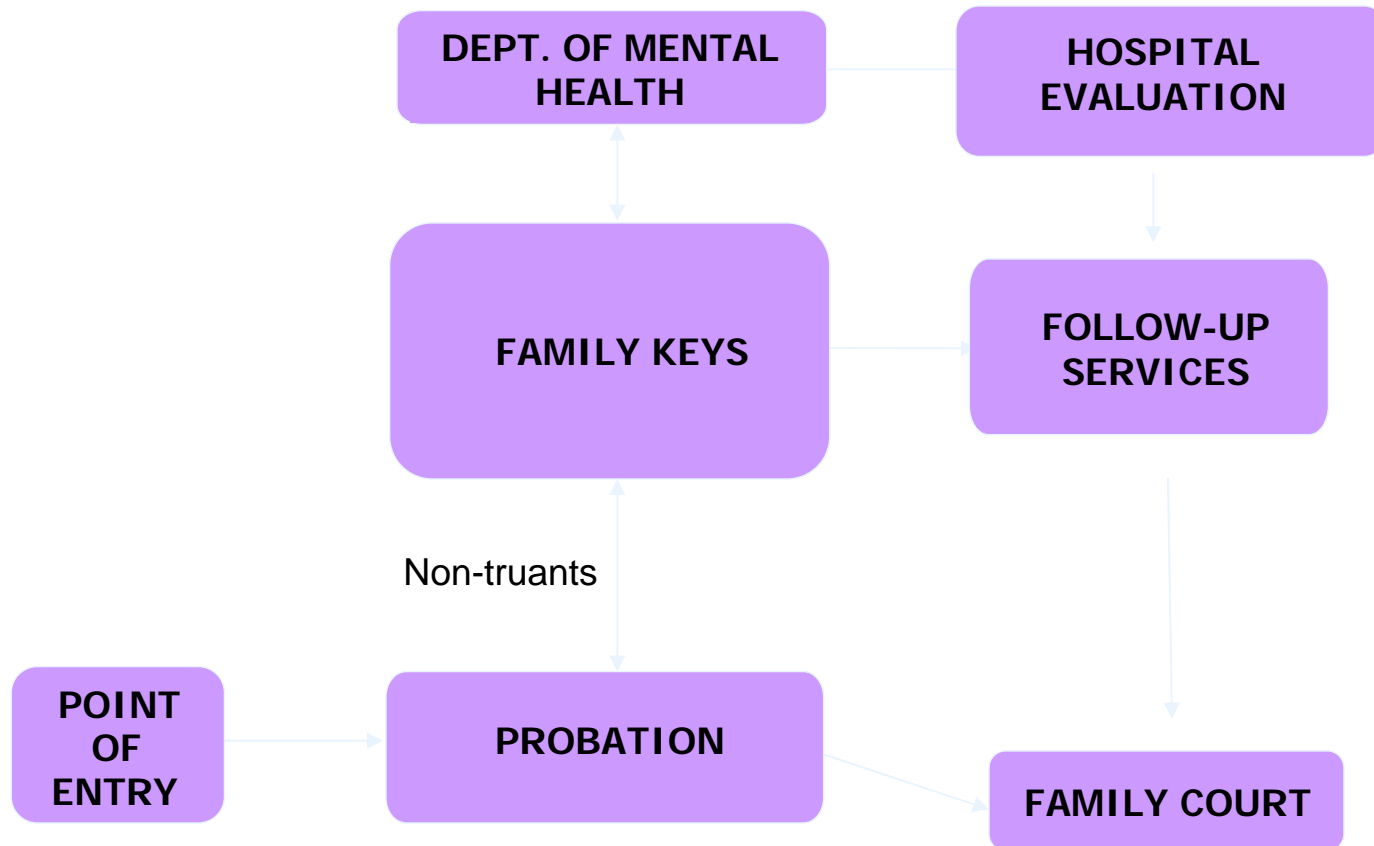 DEPT. OF MENTAL
HEALTH
HOSPITAL
EVALUATION
FAMILY KEYS
FOLLOW-UP
SERVICES
Non-truants
POINT
OF
ENTRY
PROBATION
FAMILY COURT